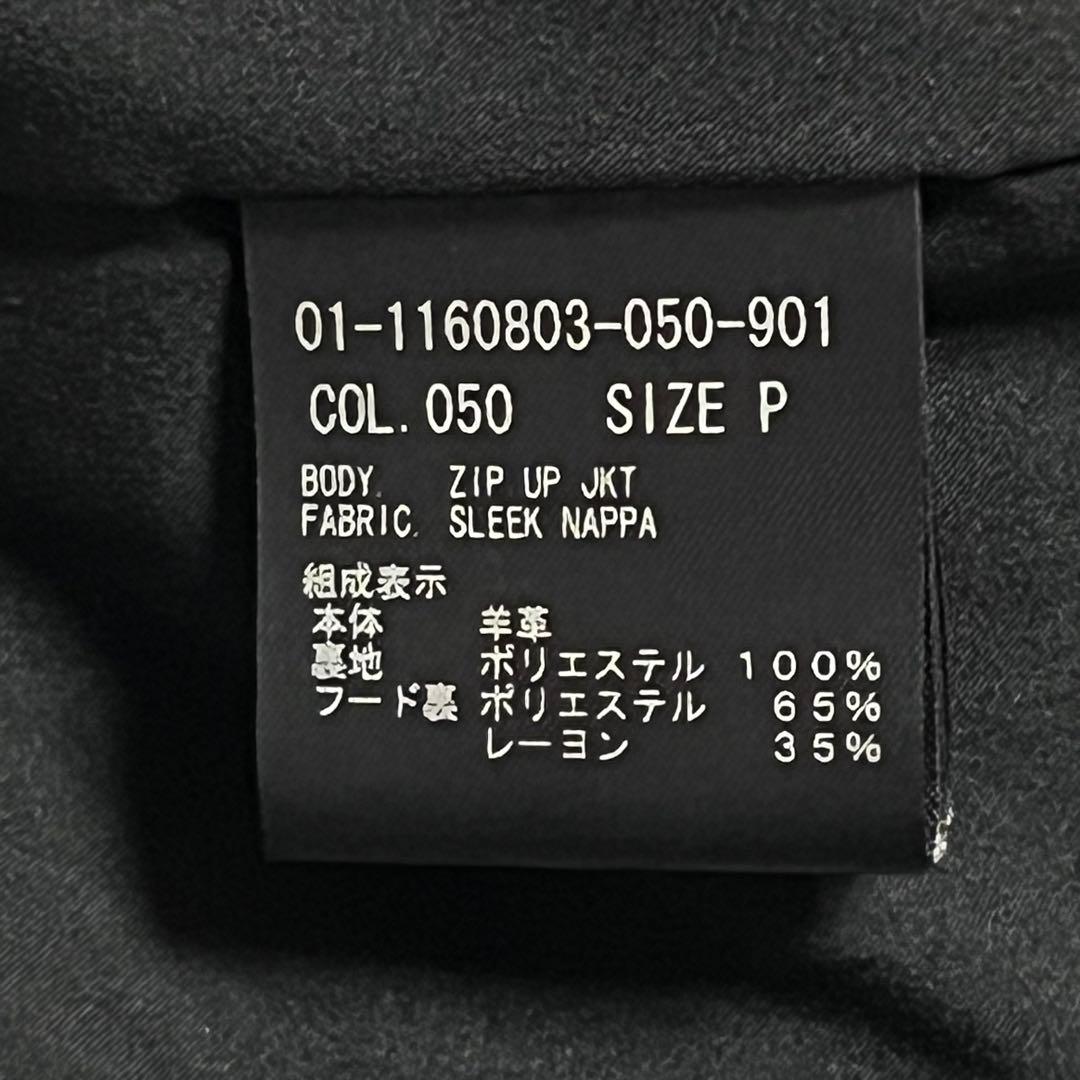 01-1160803-050-901
COL. 050 SIZE P
BODY. ZIP UP JKT
FABRIC. SLEEK NAPPA
組成表示
本体 羊革
裏地 ポリエステル 100%
フード裏 ポリエステル 65%
レーヨン 35%